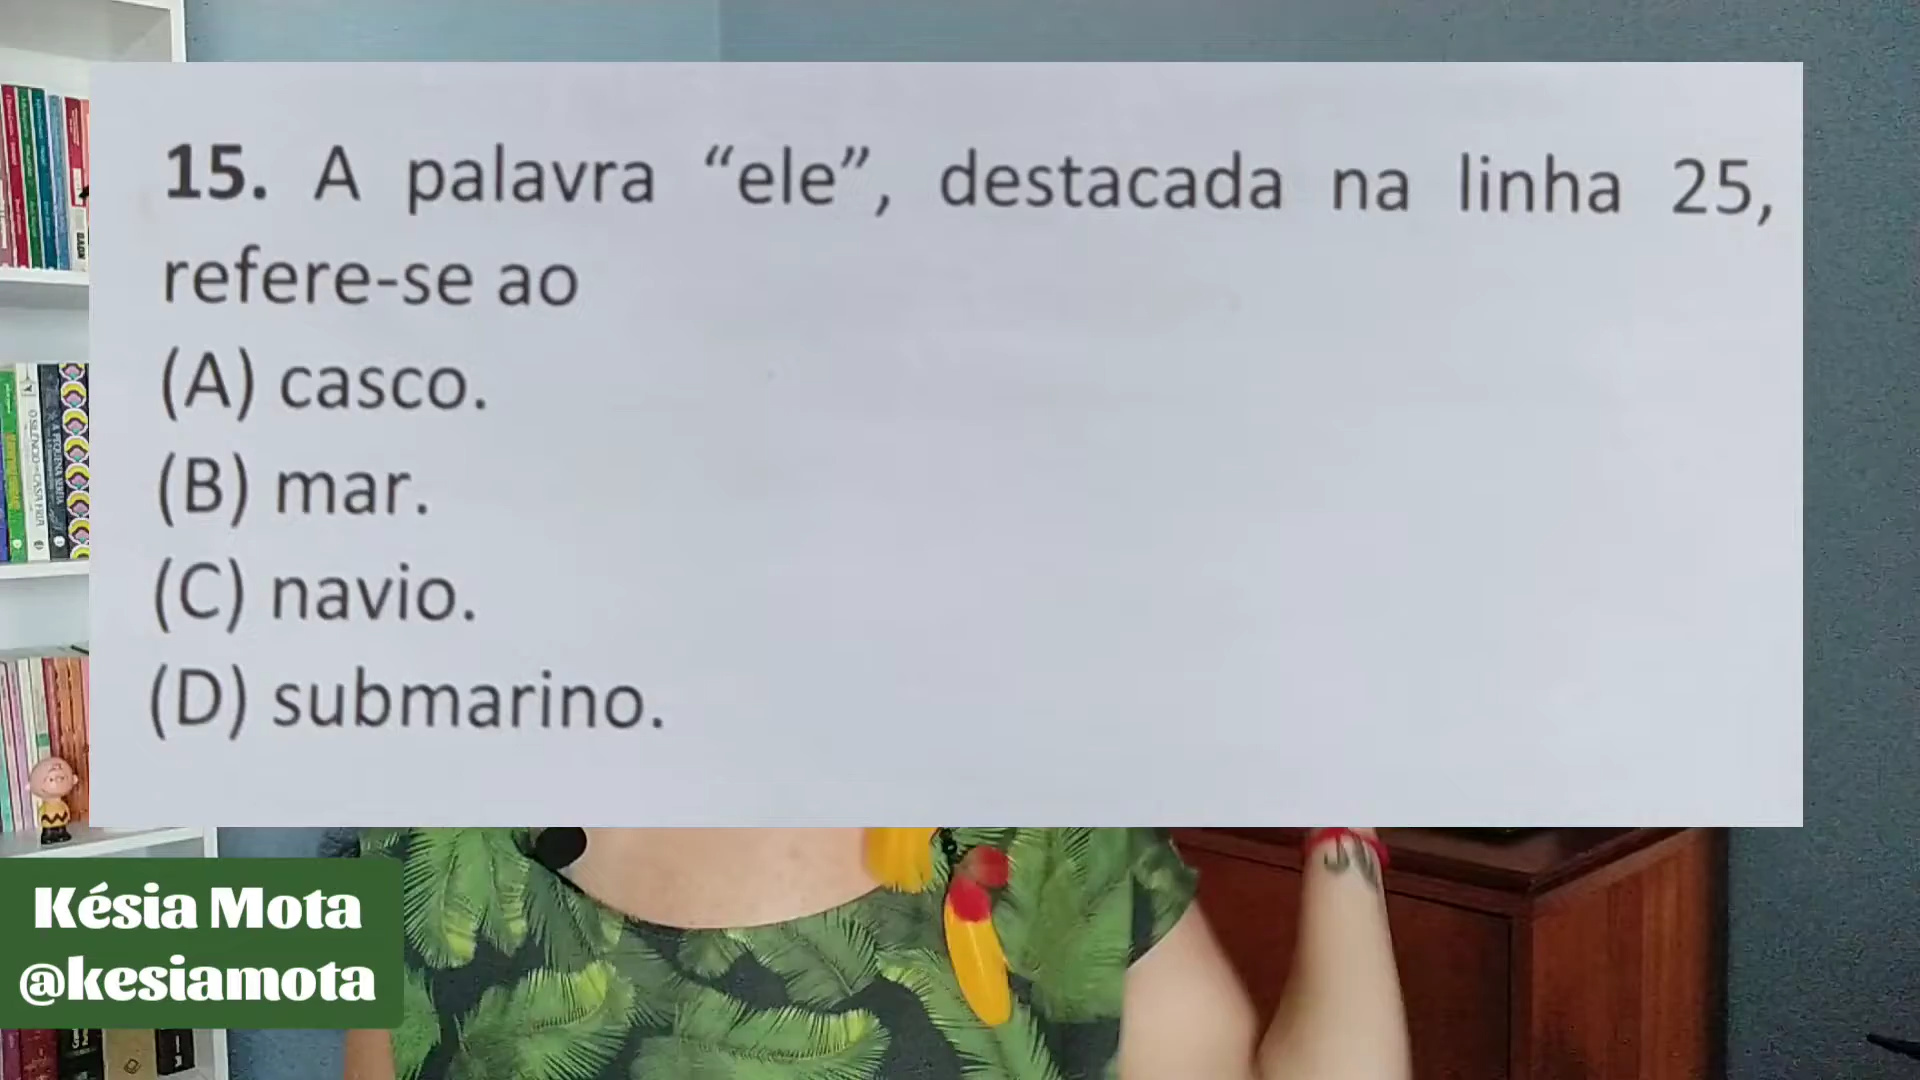 15. A palavra “ele”, destacada na linha 25,
refere-se ao
(A) casco.
(B) mar.
(C) navio.
(D) submarino.
Késia Mota
@kesiamota